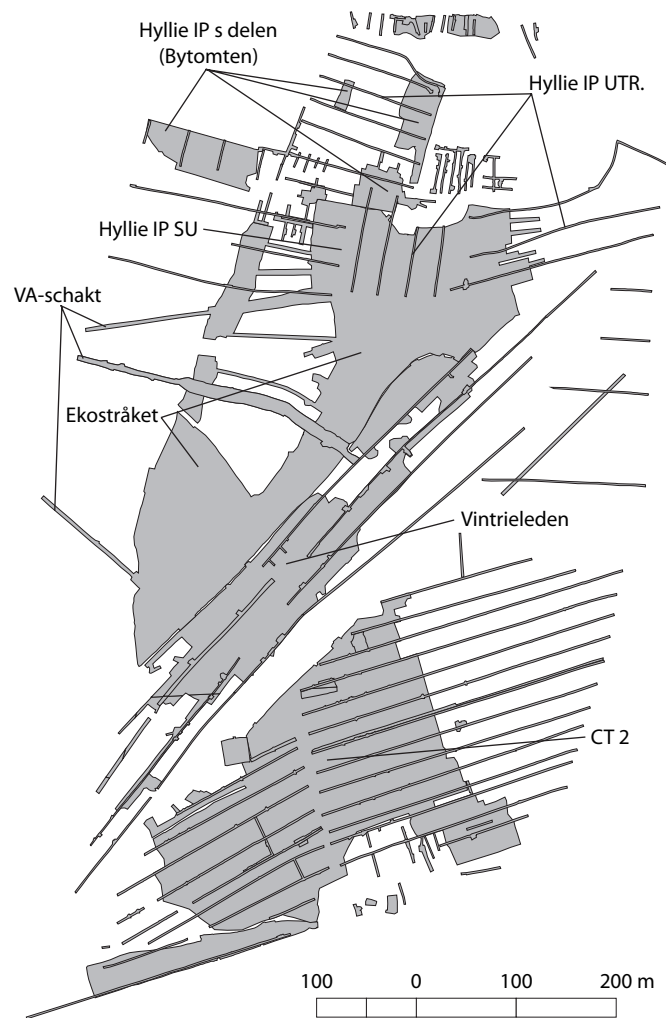 Hyllie IP s delen
(Bytomten)
Hyllie IP UTR.
Hyllie IP SU
VA-schakt
Ekostråket
Vintrieleden
CT 2
100 0 100 200 m